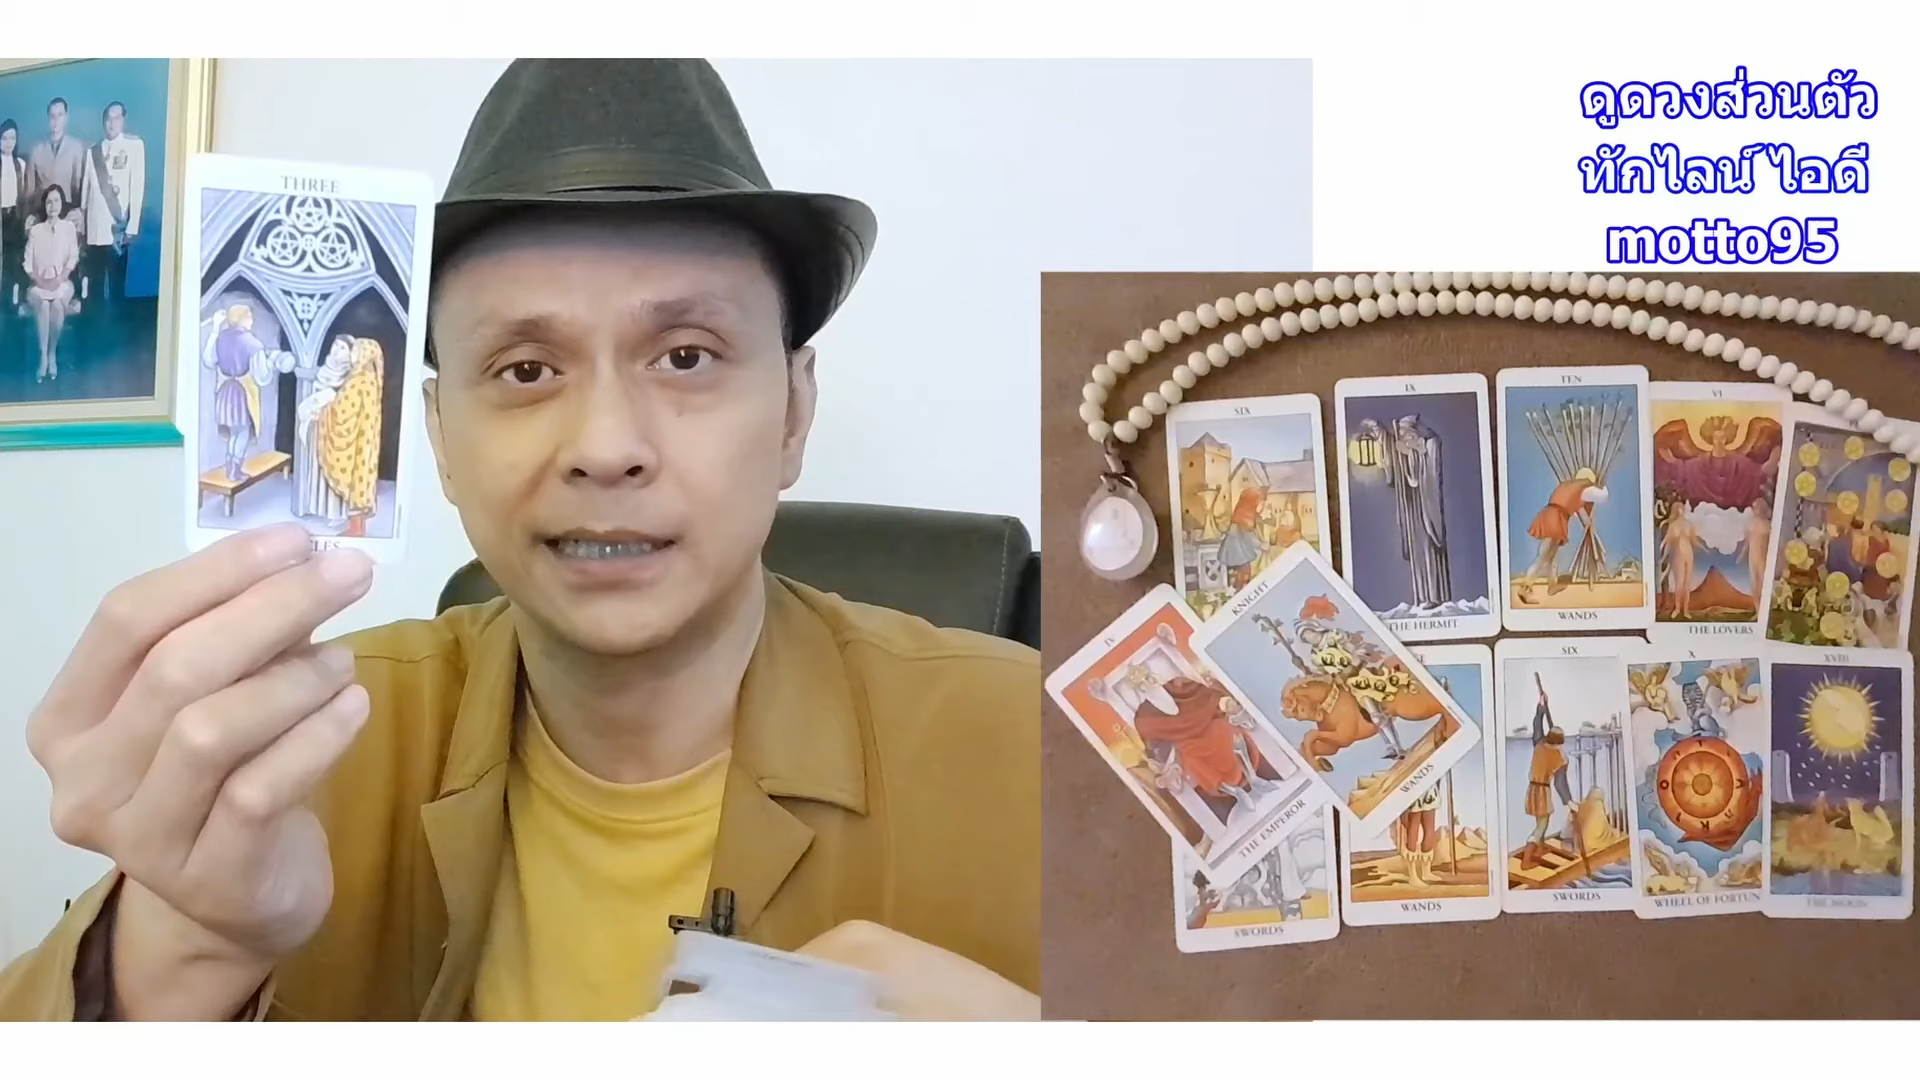 ดูดวงส่วนตัว
ทักไลน์ ไอดี
motto95
THREE
SIX
IX
THE HERMIT
TEN
WANDS
VI
THE LOVERS
IV
THE EMPEROR
KNIGHT
WANDS
SWORDS
WANDS
SIX
SWORDS
X
WHEEL OF FORTUN
XVIII
THE MOON